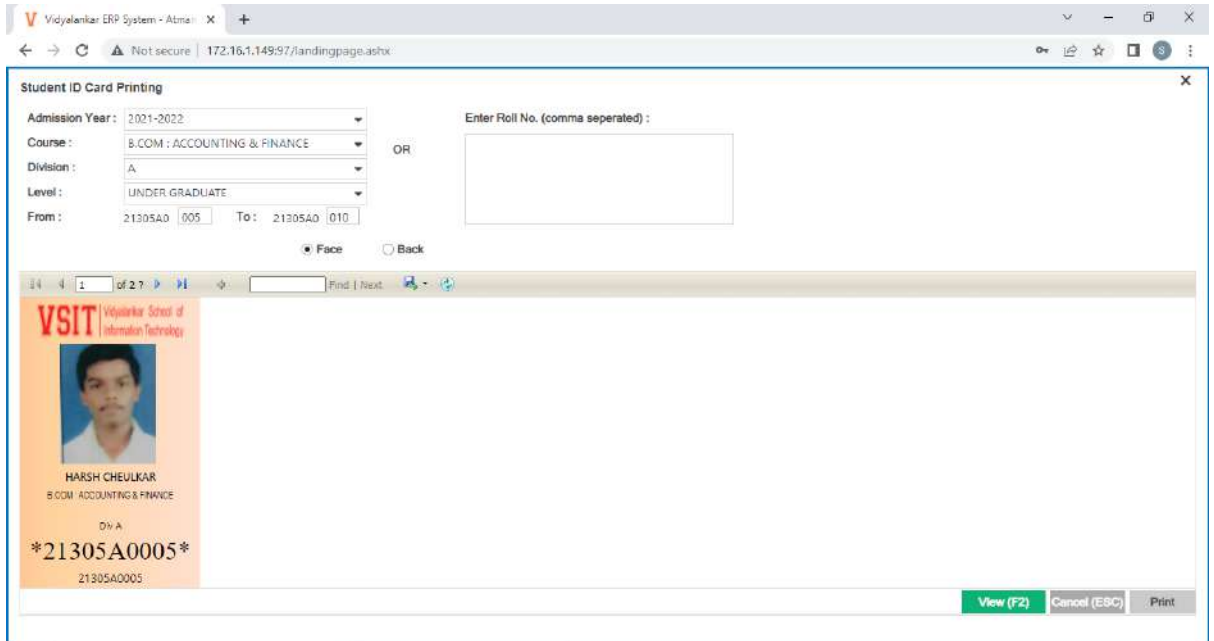 Vidyalankar ERP System - Atma
Not secure | 172.16.1.149:97/landingpage.ashx
S
Student ID Card Printing
Admission Year : 2021-2022
Enter Roll No. (comma seperated) :
Course : B.COM : ACCOUNTING & FINANCE
OR
Division : A
Level : UNDER GRADUATE
From : 21305A0 005 To : 21305A0 010
Face Back
1 of 2 ? Find | Next
VSIT Vidyalankar School of
Information Technology
HARSH CHEULKAR
B.COM ACCOUNTING & FINANCE
Div A
*21305A0005*
21305A0005
View (F2) Cancel (ESC) Print